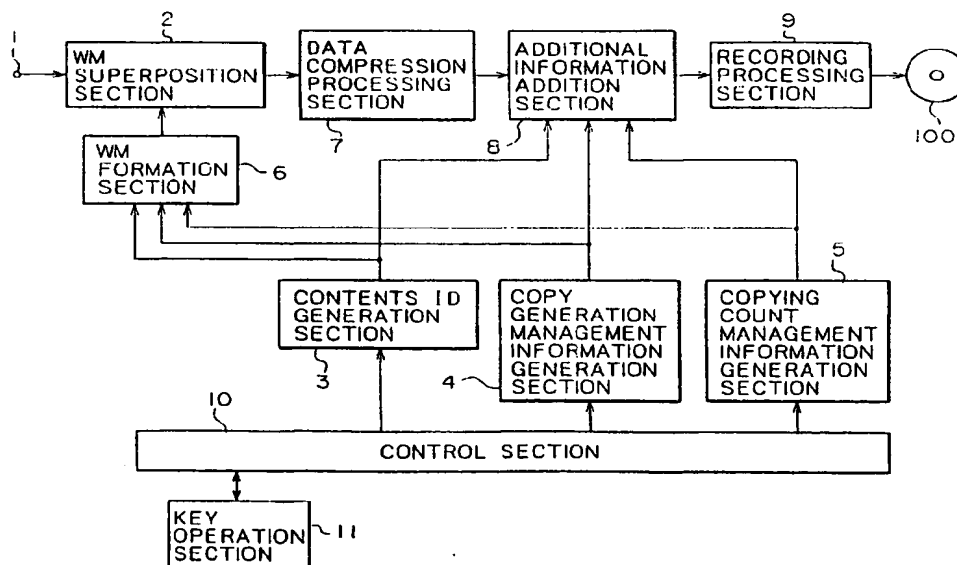 1
2
WM
SUPERPOSITION
SECTION
DATA
COMPRESSION
PROCESSING
SECTION
7
ADDITIONAL
INFORMATION
ADDITION
SECTION
8
9
RECORDING
PROCESSING
SECTION
100
WM
FORMATION
SECTION
6
CONTENTS ID
GENERATION
SECTION
3
COPY
GENERATION
MANAGEMENT
INFORMATION
GENERATION
SECTION
4
5
COPYING
COUNT
MANAGEMENT
INFORMATION
GENERATION
SECTION
10
CONTROL SECTION
KEY
OPERATION
SECTION
11